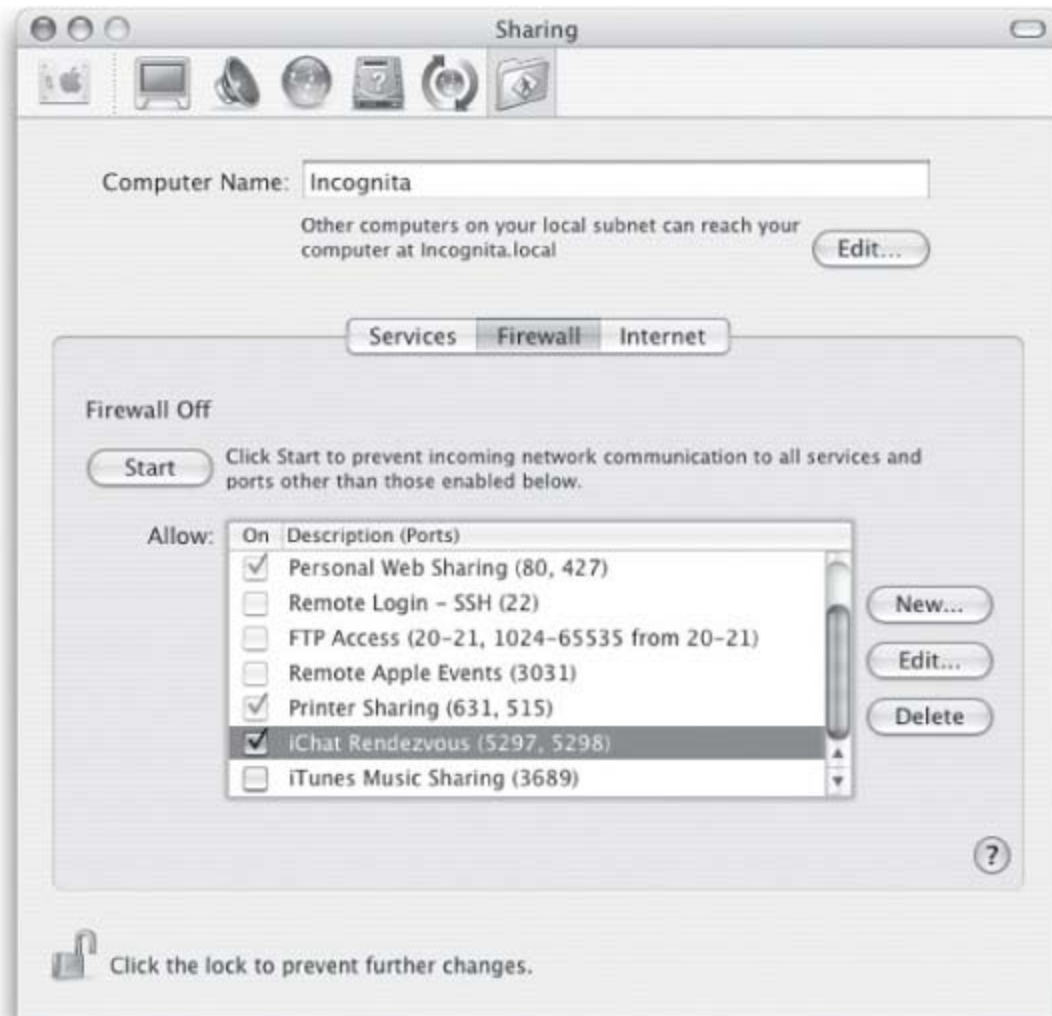 Sharing
Computer Name: Incognita
Other computers on your local subnet can reach your
computer at Incognita.local
Edit...
Services Firewall Internet
Firewall Off
Start
Click Start to prevent incoming network communication to all services and
ports other than those enabled below.
Allow:
On Description (Ports)
Personal Web Sharing (80, 427)
Remote Login – SSH (22)
FTP Access (20–21, 1024–65535 from 20–21)
Remote Apple Events (3031)
Printer Sharing (631, 515)
iChat Rendezvous (5297, 5298)
iTunes Music Sharing (3689)
New...
Edit...
Delete
?
Click the lock to prevent further changes.